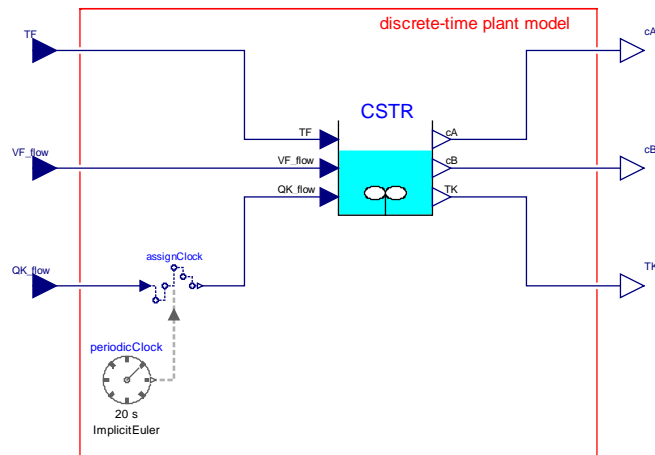 discrete-time plant model
TF
cA
CSTR
TF
cA
VF_flow
VF_flow
cB
cB
QK_flow
TK
assignClock
QK_flow
TK
periodicClock
20 s
ImplicitEuler